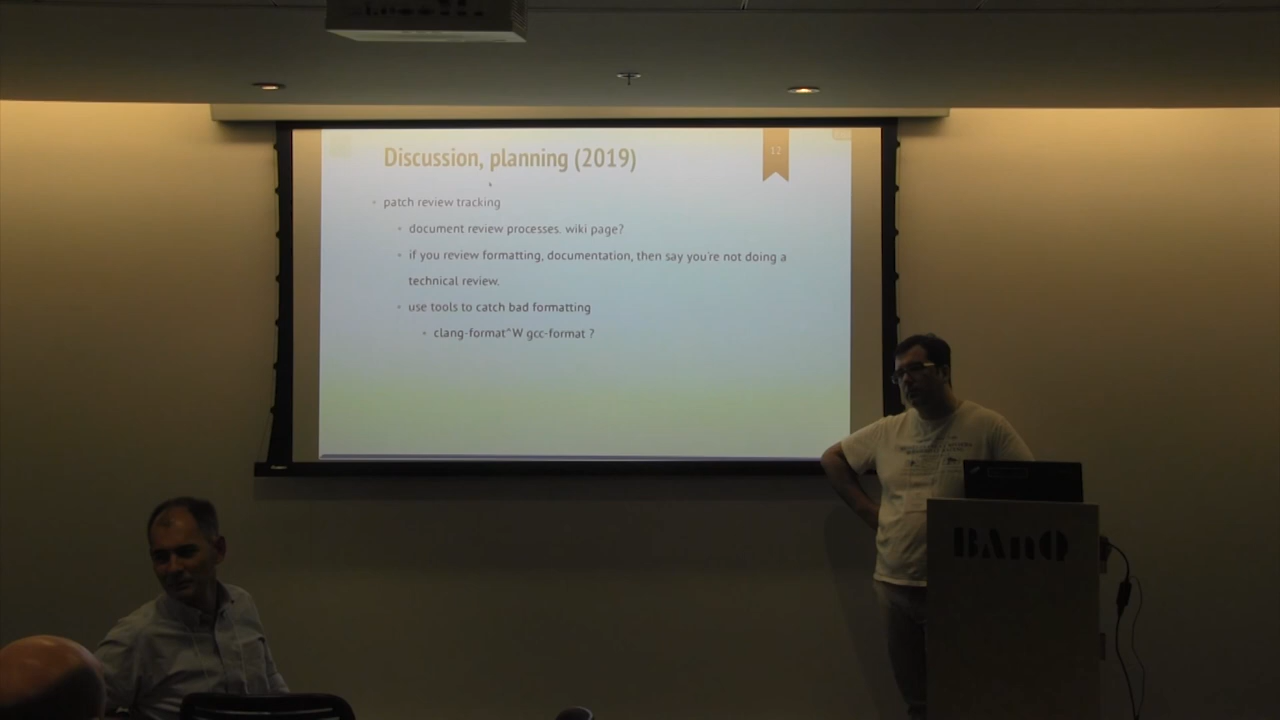 Discussion, planning (2019)
12
patch review tracking
document review processes. wiki page?
if you review formatting, documentation, then say you're not doing a
technical review.
use tools to catch bad formatting
clang-format^W gcc-format ?
BAnQ